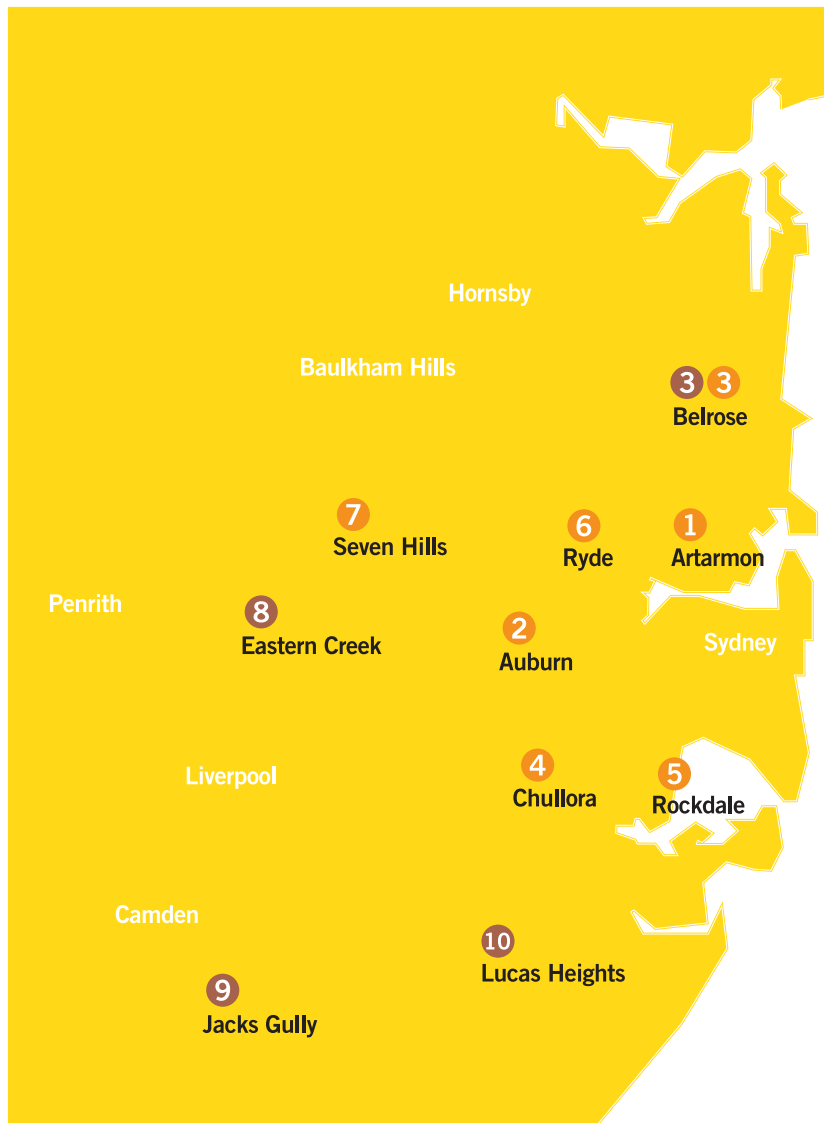 Hornsby
Baulkham Hills
3 3
Belrose
7
Seven Hills
6
Ryde
1
Artarmon
Penrith
8
Eastern Creek
2
Auburn
Sydney
Liverpool
4
Chullora
5
Rockdale
Camden
10
Lucas Heights
9
Jacks Gully